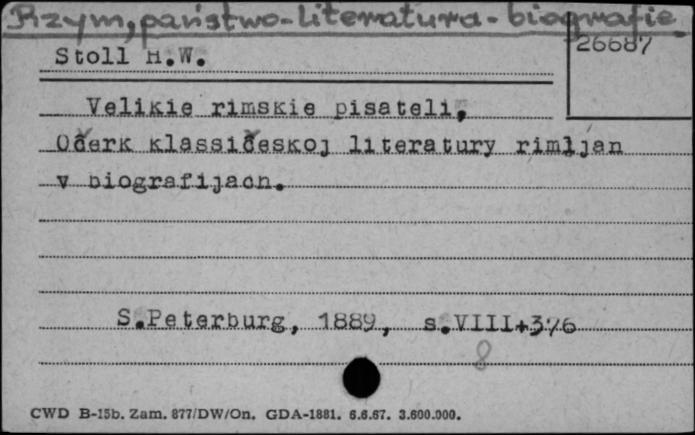 Rzym, państwo-literatura-biografie
26687
Stoll H.W.
Velikie rimskie pisateli,
Očerk klassičeskoj literatury rimljan
v biografijach.
S.Peterburg, 1889, s.VIII+376
8
CWD B-15b. Zam. 877/DW/On. GDA-1881. 6.6.67. 3.600.000.